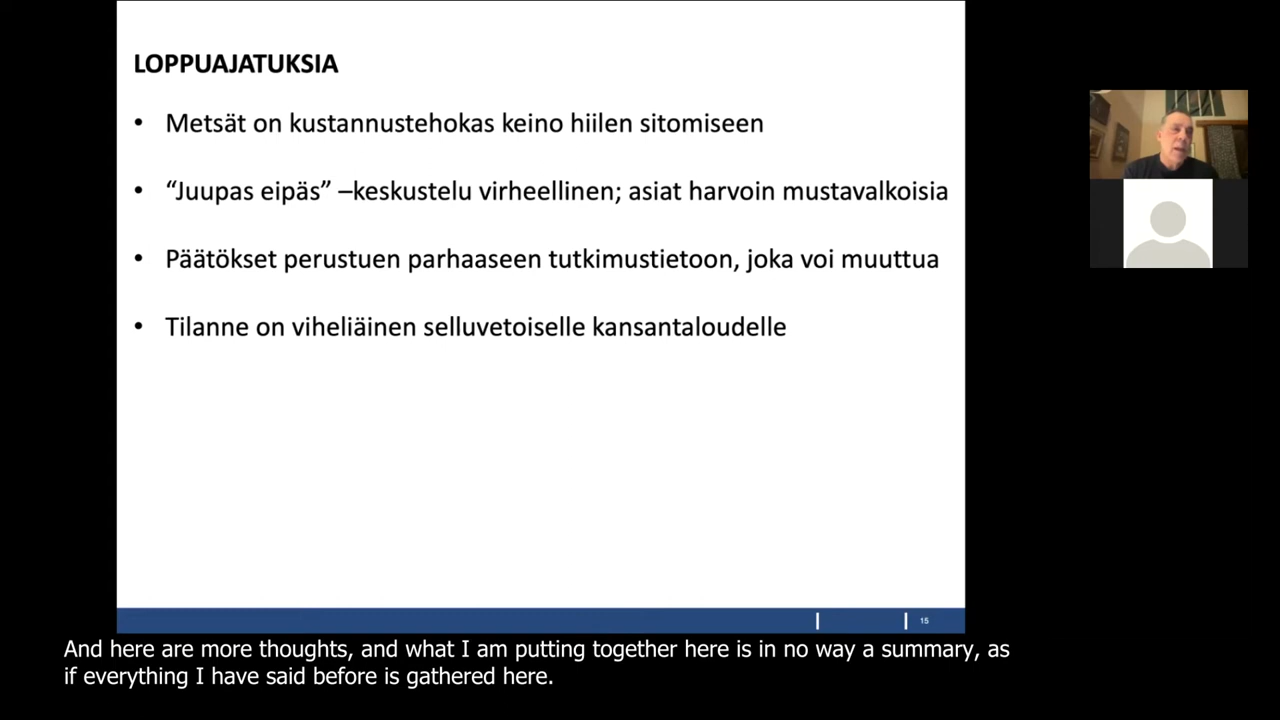 LOPPUAJATUKSIA
• Metsät on kustannustehokas keino hiilen sitomiseen
• “Juupas eipäs” –keskustelu virheellinen; asiat harvoin mustavalkoisia
• Päätökset perustuen parhaaseen tutkimustietoon, joka voi muuttua
• Tilanne on viheliäinen selluvetoiselle kansantaloudelle
15
And here are more thoughts, and what I am putting together here is in no way a summary, as
if everything I have said before is gathered here.